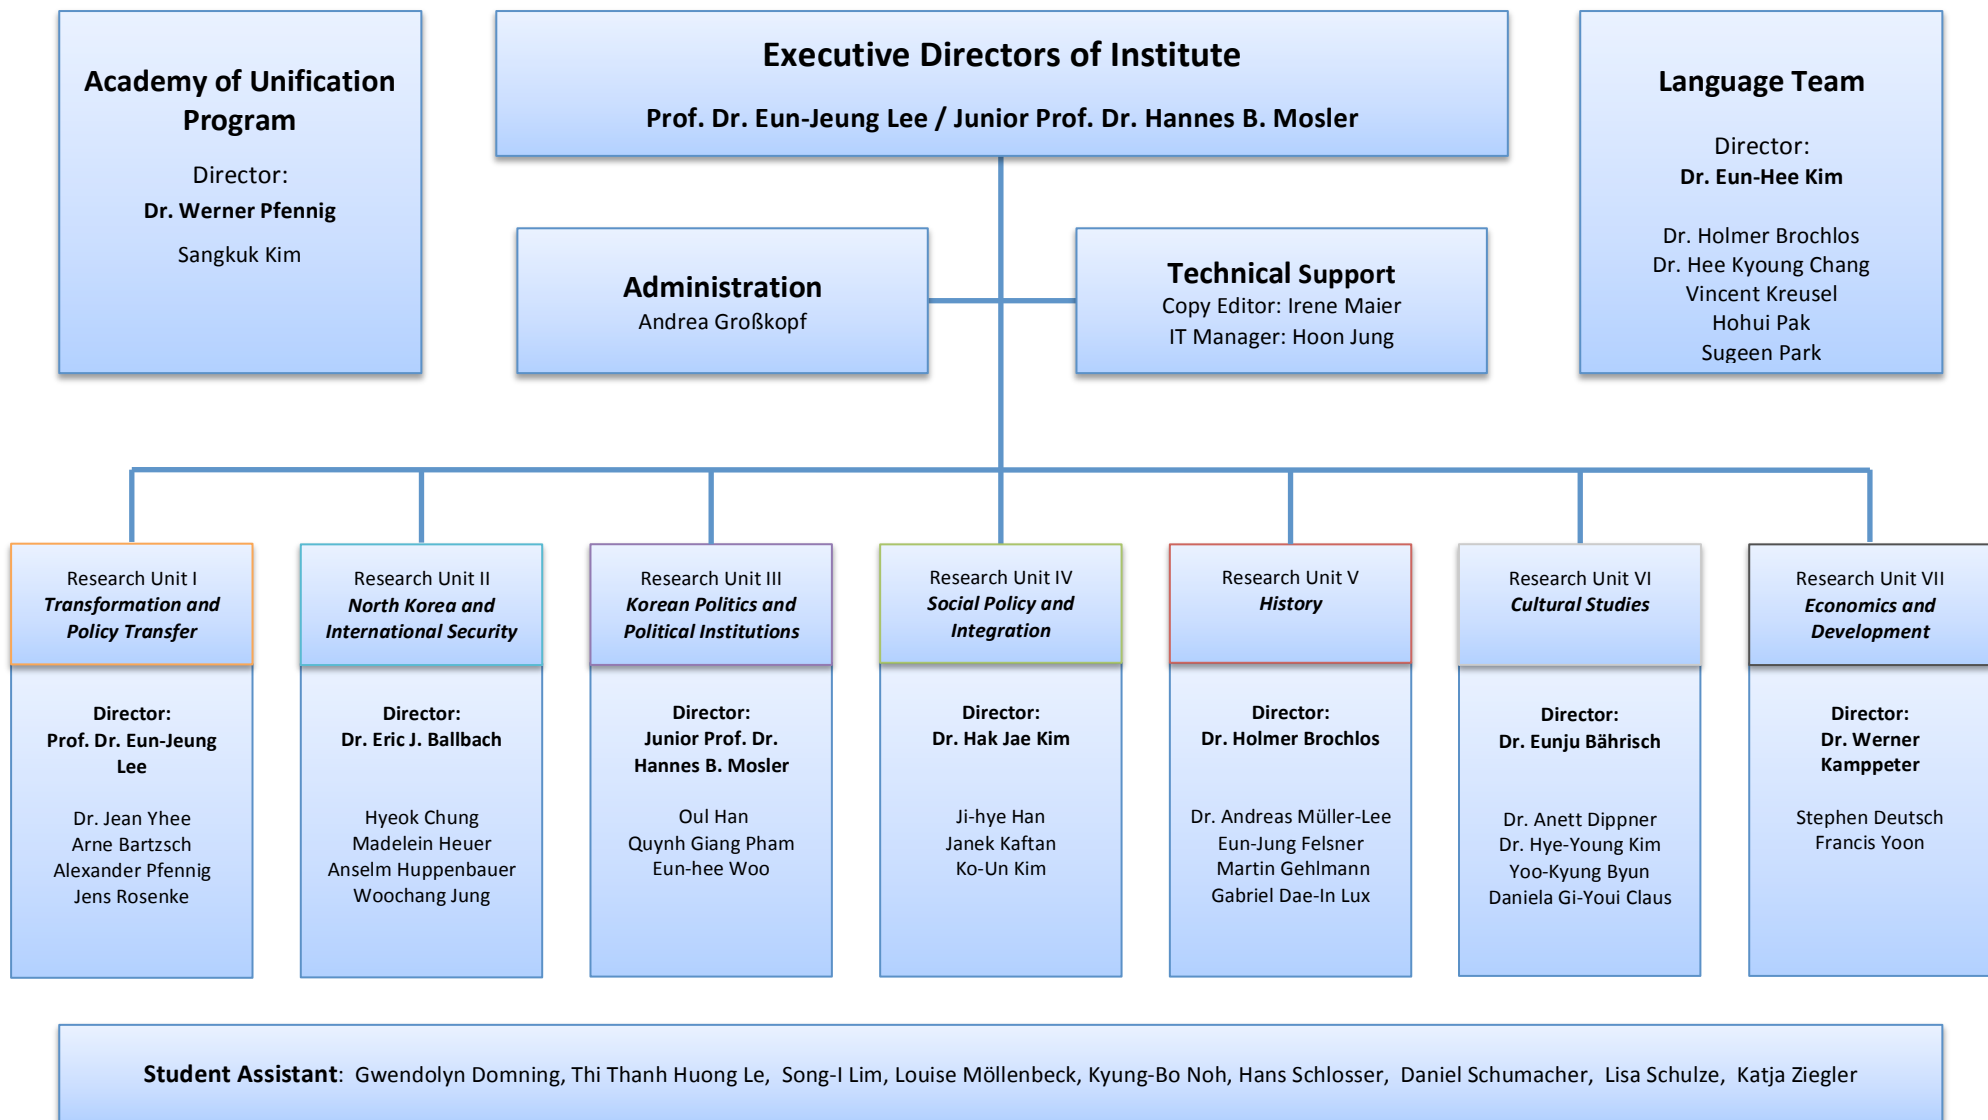 Academy of Unification
Program
Director:
Dr. Werner Pfennig
Sangkuk Kim
Executive Directors of Institute
Prof. Dr. Eun-Jeung Lee / Junior Prof. Dr. Hannes B. Mosler
Language Team
Director:
Dr. Eun-Hee Kim
Dr. Holmer Brochlos
Dr. Hee Kyoung Chang
Vincent Kreusel
Hohui Pak
Sugeen Park
Administration
Andrea Großkopf
Technical Support
Copy Editor: Irene Maier
IT Manager: Hoon Jung
Research Unit I
Transformation and
Policy Transfer
Director:
Prof. Dr. Eun-Jeung
Lee
Dr. Jean Yhee
Arne Bartzsch
Alexander Pfennig
Jens Rosenke
Research Unit II
North Korea and
International Security
Director:
Dr. Eric J. Ballbach
Hyeok Chung
Madelein Heuer
Anselm Huppenbauer
Woochang Jung
Research Unit III
Korean Politics and
Political Institutions
Director:
Junior Prof. Dr.
Hannes B. Mosler
Oul Han
Quynh Giang Pham
Eun-hee Woo
Research Unit IV
Social Policy and
Integration
Director:
Dr. Hak Jae Kim
Ji-hye Han
Janek Kaftan
Ko-Un Kim
Research Unit V
History
Director:
Dr. Holmer Brochlos
Dr. Andreas Müller-Lee
Eun-Jung Felsner
Martin Gehlmann
Gabriel Dae-In Lux
Research Unit VI
Cultural Studies
Director:
Dr. Eunju Bährisch
Dr. Anett Dippner
Dr. Hye-Young Kim
Yoo-Kyung Byun
Daniela Gi-Youi Claus
Research Unit VII
Economics and
Development
Director:
Dr. Werner
Kamppeter
Stephen Deutsch
Francis Yoon
Student Assistant: Gwendolyn Domning, Thi Thanh Huong Le, Song-I Lim, Louise Möllenbeck, Kyung-Bo Noh, Hans Schlosser, Daniel Schumacher, Lisa Schulze, Katja Ziegler